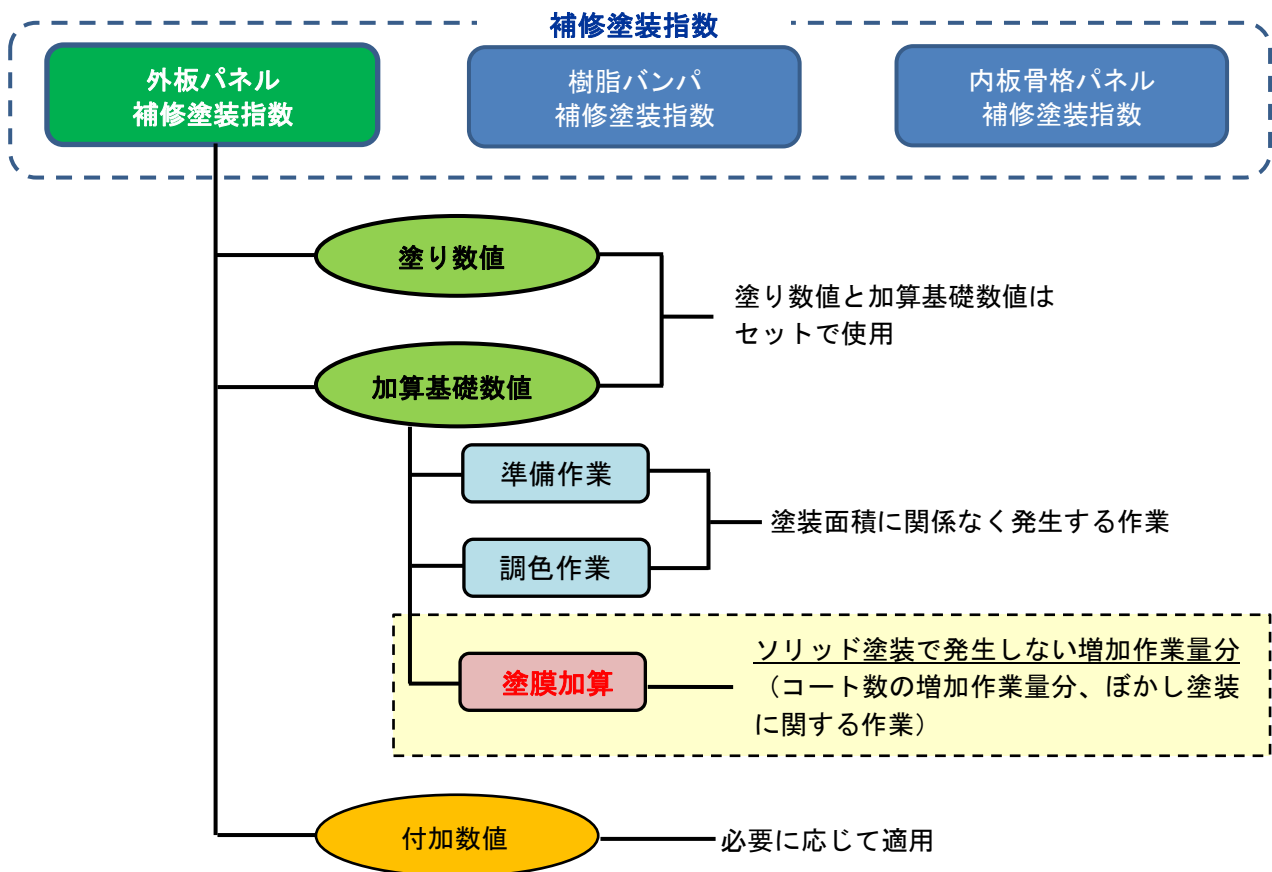 補修塗装指数
外板パネル
補修塗装指数
樹脂バンパ
補修塗装指数
内板骨格パネル
補修塗装指数
塗り数値
塗り数値と加算基礎数値は
セットで使用
加算基礎数値
準備作業
塗装面積に関係なく発生する作業
調色作業
塗膜加算
ソリッド塗装で発生しない増加作業量分
（コート数の増加作業量分、ぼかし塗装
に関する作業）
付加数値
必要に応じて適用